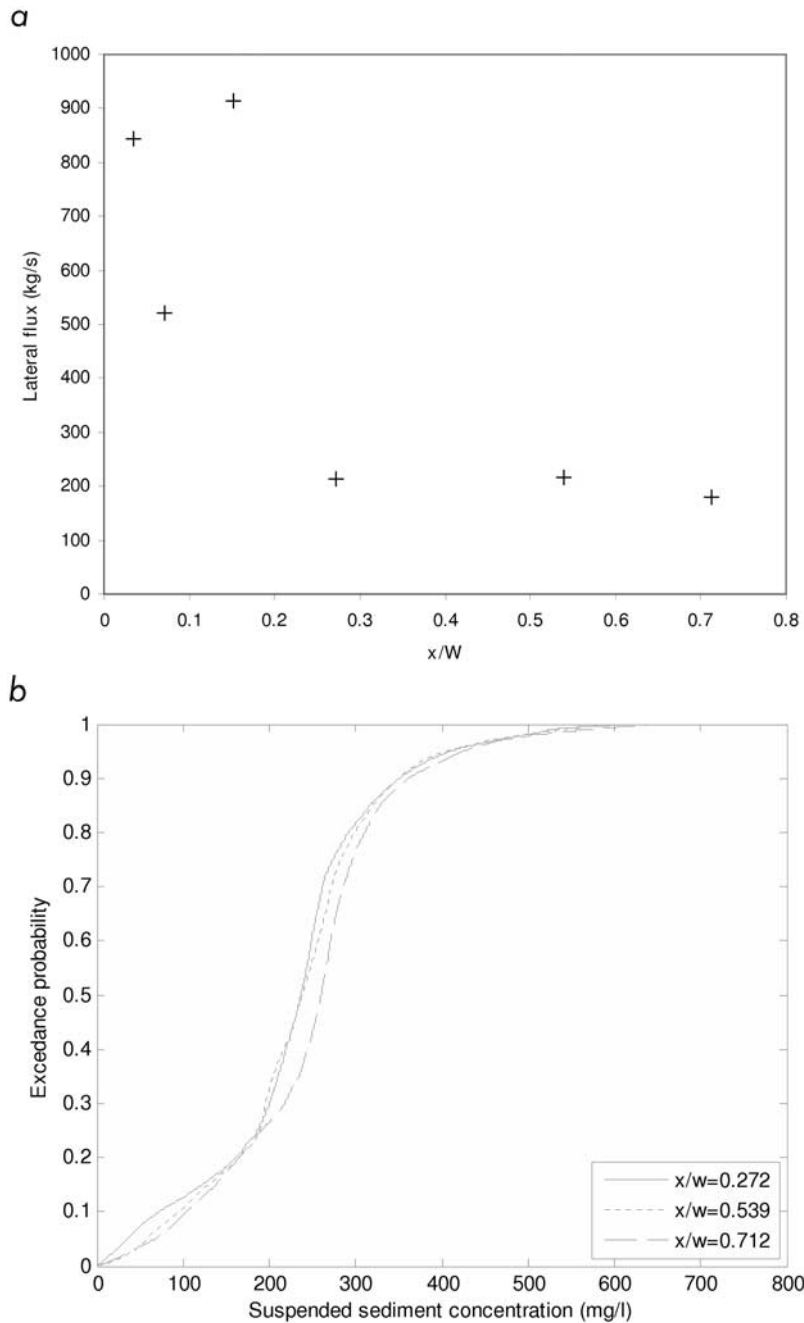 a
1000
900
800
700
600
500
400
300
200
100
0
Lateral flux (kg/s)
0 0.1 0.2 0.3 0.4 0.5 0.6 0.7 0.8
x/W
b
1
0.9
0.8
0.7
0.6
0.5
0.4
0.3
0.2
0.1
0
Excedance probability
x/w=0.272
x/w=0.539
x/w=0.712
0 100 200 300 400 500 600 700 800
Suspended sediment concentration (mg/l)